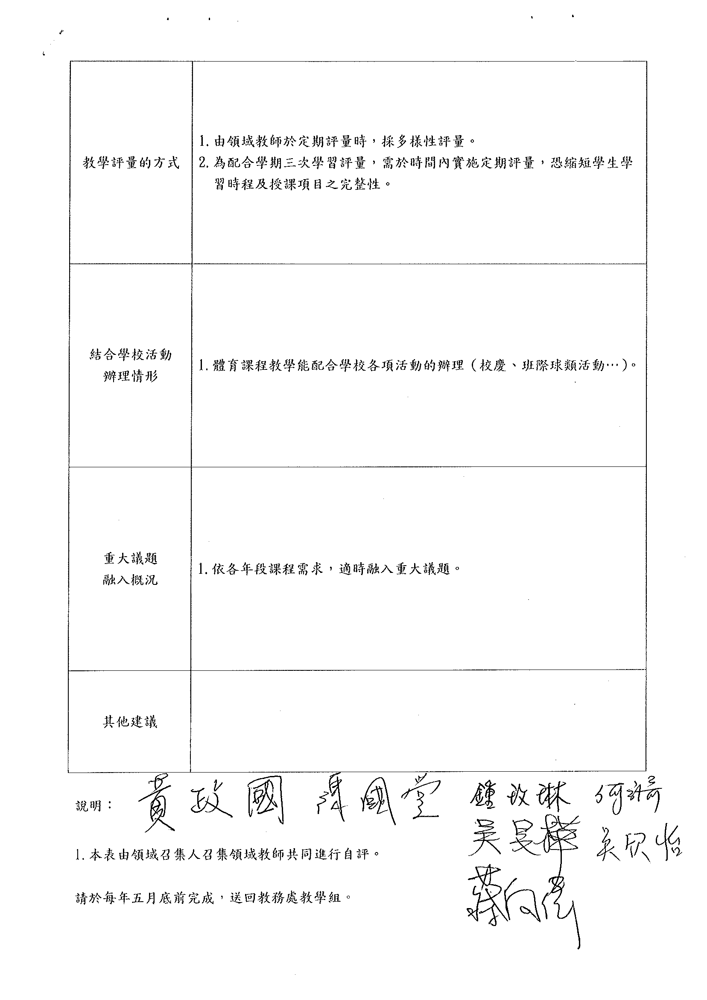 教學評量的方式
1. 由領域教師於定期評量時，採多樣性評量。
2. 為配合學期三次學習評量，需於時間內實施定期評量，恐縮短學生學
習時程及授課項目之完整性。
結合學校活動
辦理情形
1. 體育課程教學能配合學校各項活動的辦理（校慶、班際球類活動…）。
重大議題
融入概況
1. 依各年段課程需求，適時融入重大議題。
其他建議
說明：
黃政國 陳國堂 鍾玫琳
吳旻樺 吳欣怡
1. 本表由領域召集人召集領域教師共同進行自評。
請於每年五月底前完成，送回教務處教學組。